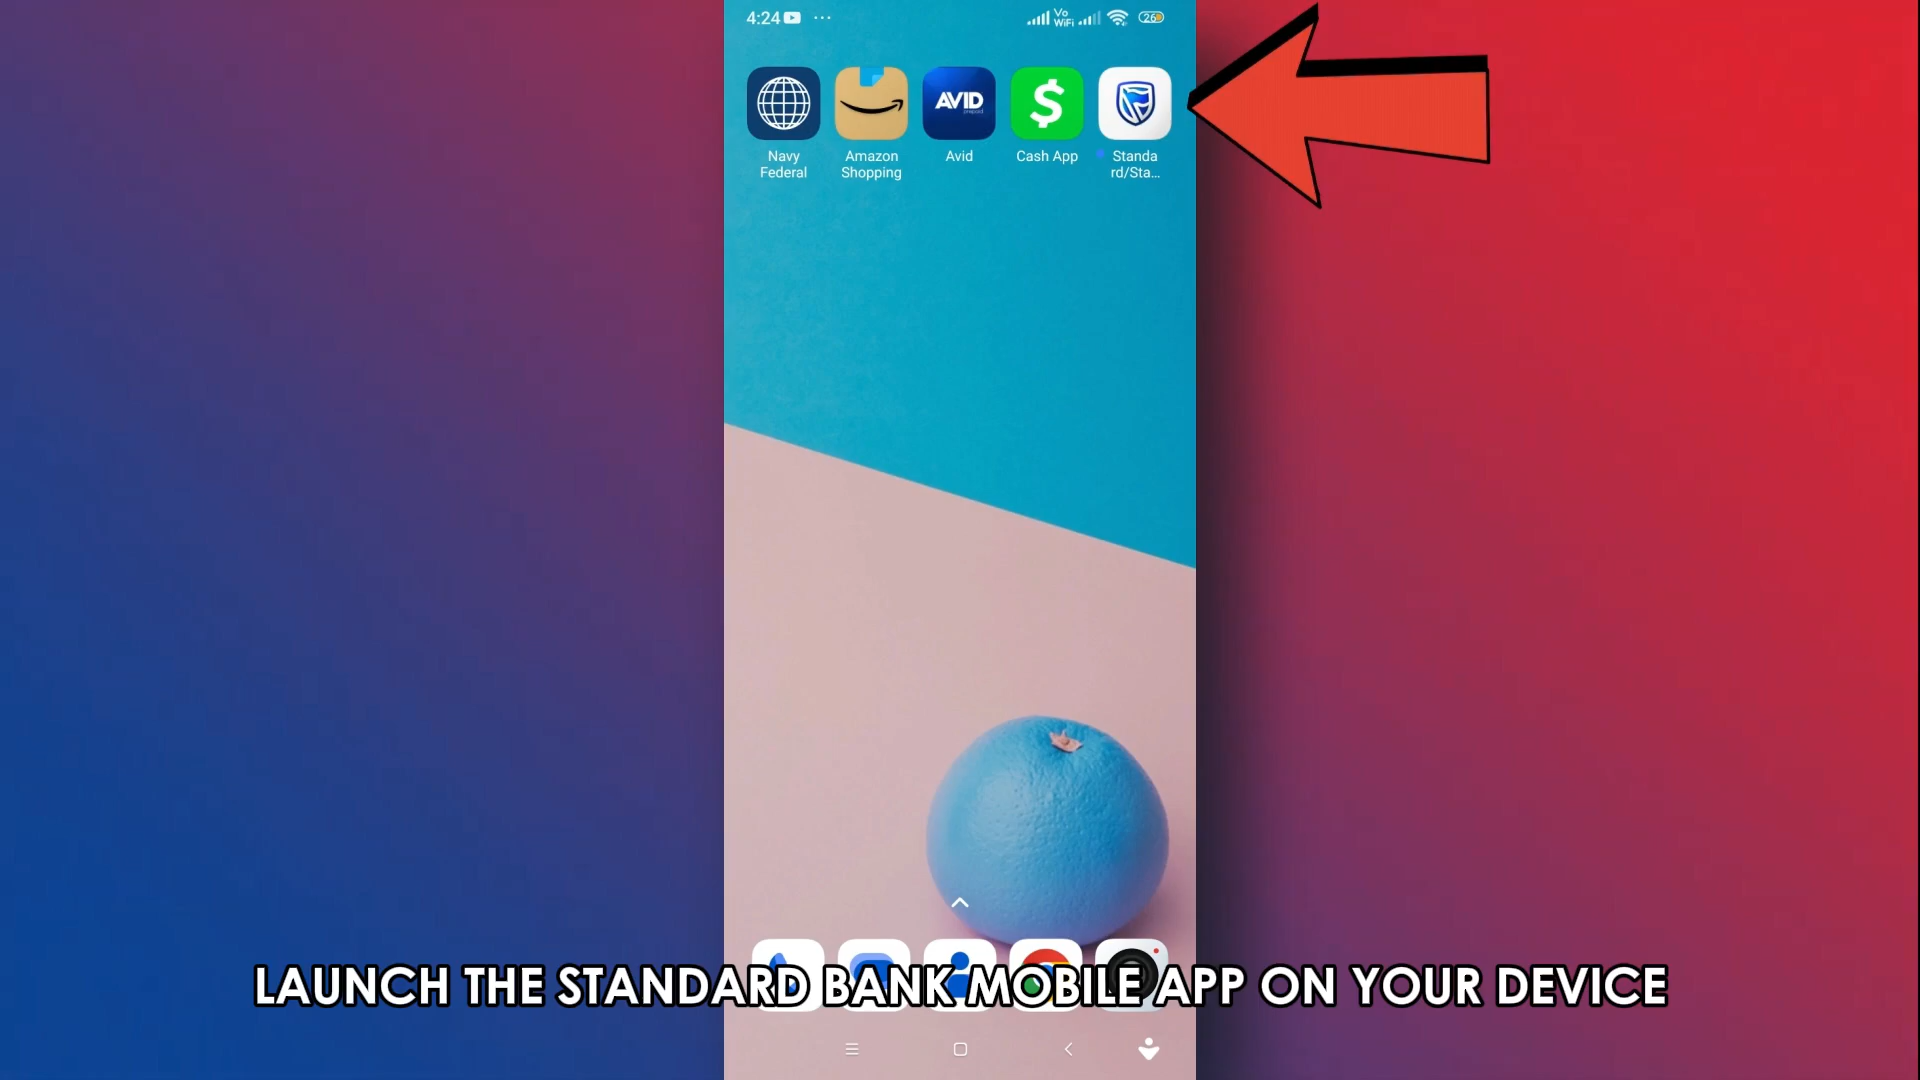 4:24 ... Vo WiFi 26
AVID
prepaid
$
Navy Federal
Amazon Shopping
Avid
Cash App
Standa rd/Sta...
LAUNCH THE STANDARD BANK MOBILE APP ON YOUR DEVICE